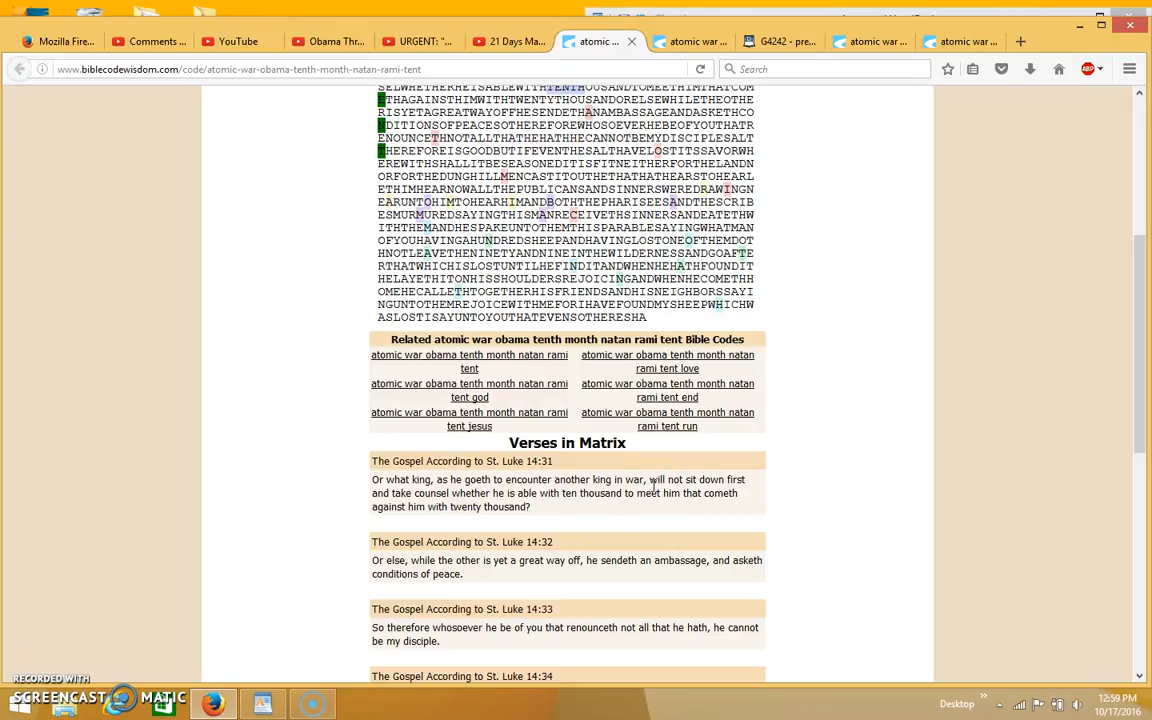 Mozilla Fire...
Comments ...
YouTube
Obama Thr...
URGENT: "...
21 Days Ma...
atomic ...
atomic war ...
G4242 - pre...
atomic war ...
atomic war ...
www.biblecodewisdom.com/code/atomic-war-obama-tenth-month-natan-rami-tent
Search
ABP
SELWHETHERHEISABLEWITHTENTHOUSANDTOMEETHIMTHATCOM
ETHAGAINSTHIMWITHTWENTYTHOUSANDORELSEWHILETHEOTHE
RISYETAGREATWAYOFFHESENDETHANAMBASSAGEANDASKETHCO
NDITIONSOFPEACESOTHEREFOREWHOSOEVERHEBEOFYOUTHATR
ENOUNCETHNOTALLTHATHEHATHHECANNOTBEMYDISCIPLESALT
THEREFOREISGOODBUTIFEVENTHESALTHAVELOSTITSSAVORWH
EREWITHSHALLITBESEASONEDITISFITNEITHERFORTHELANDN
ORFORTHEDUNGHILLMENCASTITOUTHETHATHATHEARSTOHEARL
ETHIMHEARNOWALLTHEPUBLICANSANDSINNERSWEREDRAWINGN
EARUNTOHIMTOHEARHIMANDBOTHTHEPHARISEESANDTHESCRIB
ESMURMUREDSAYINGTHISMANRECEIVETHSINNERSANDEATETHW
ITHTHEMANDHESPAKEUNTOTHEMTHISPARABLESAYINGWHATMAN
OFYOUHAVINGAHUNDREDSHEEPANDHAVINGLOSTONEOFTHEMDOT
HNOTLEAVETHENINETYANDNINEINTHEWILDERNESSANDGOAFTE
RTHATWHICHISLOSTUNTILHEFINDITANDWHENHEHATHFOUNDIT
HELAYETHITONHISSHOULDERSREJOICINGANDWHENHECOMETHH
OMEHECALLETHTOGETHERHISFRIENDSANDHISNEIGHBORSSAYI
NGUNTOTHEMREJOICEWITHMEFORIHAVEFOUNDMYSHEEPWHICHW
ASLOSTISAYUNTOYOUTHATEVENSOTHERESHA
Related atomic war obama tenth month natan rami tent Bible Codes
atomic war obama tenth month natan rami
tent
atomic war obama tenth month natan
rami tent love
atomic war obama tenth month natan rami
tent god
atomic war obama tenth month natan
rami tent end
atomic war obama tenth month natan rami
tent jesus
atomic war obama tenth month natan
rami tent run
Verses in Matrix
The Gospel According to St. Luke 14:31
Or what king, as he goeth to encounter another king in war, will not sit down first
and take counsel whether he is able with ten thousand to meet him that cometh
against him with twenty thousand?
The Gospel According to St. Luke 14:32
Or else, while the other is yet a great way off, he sendeth an ambassage, and asketh
conditions of peace.
The Gospel According to St. Luke 14:33
So therefore whosoever he be of you that renounceth not all that he hath, he cannot
be my disciple.
The Gospel According to St. Luke 14:34
RECORDED WITH
SCREENCAST MATIC
Desktop
12:59 PM
10/17/2016